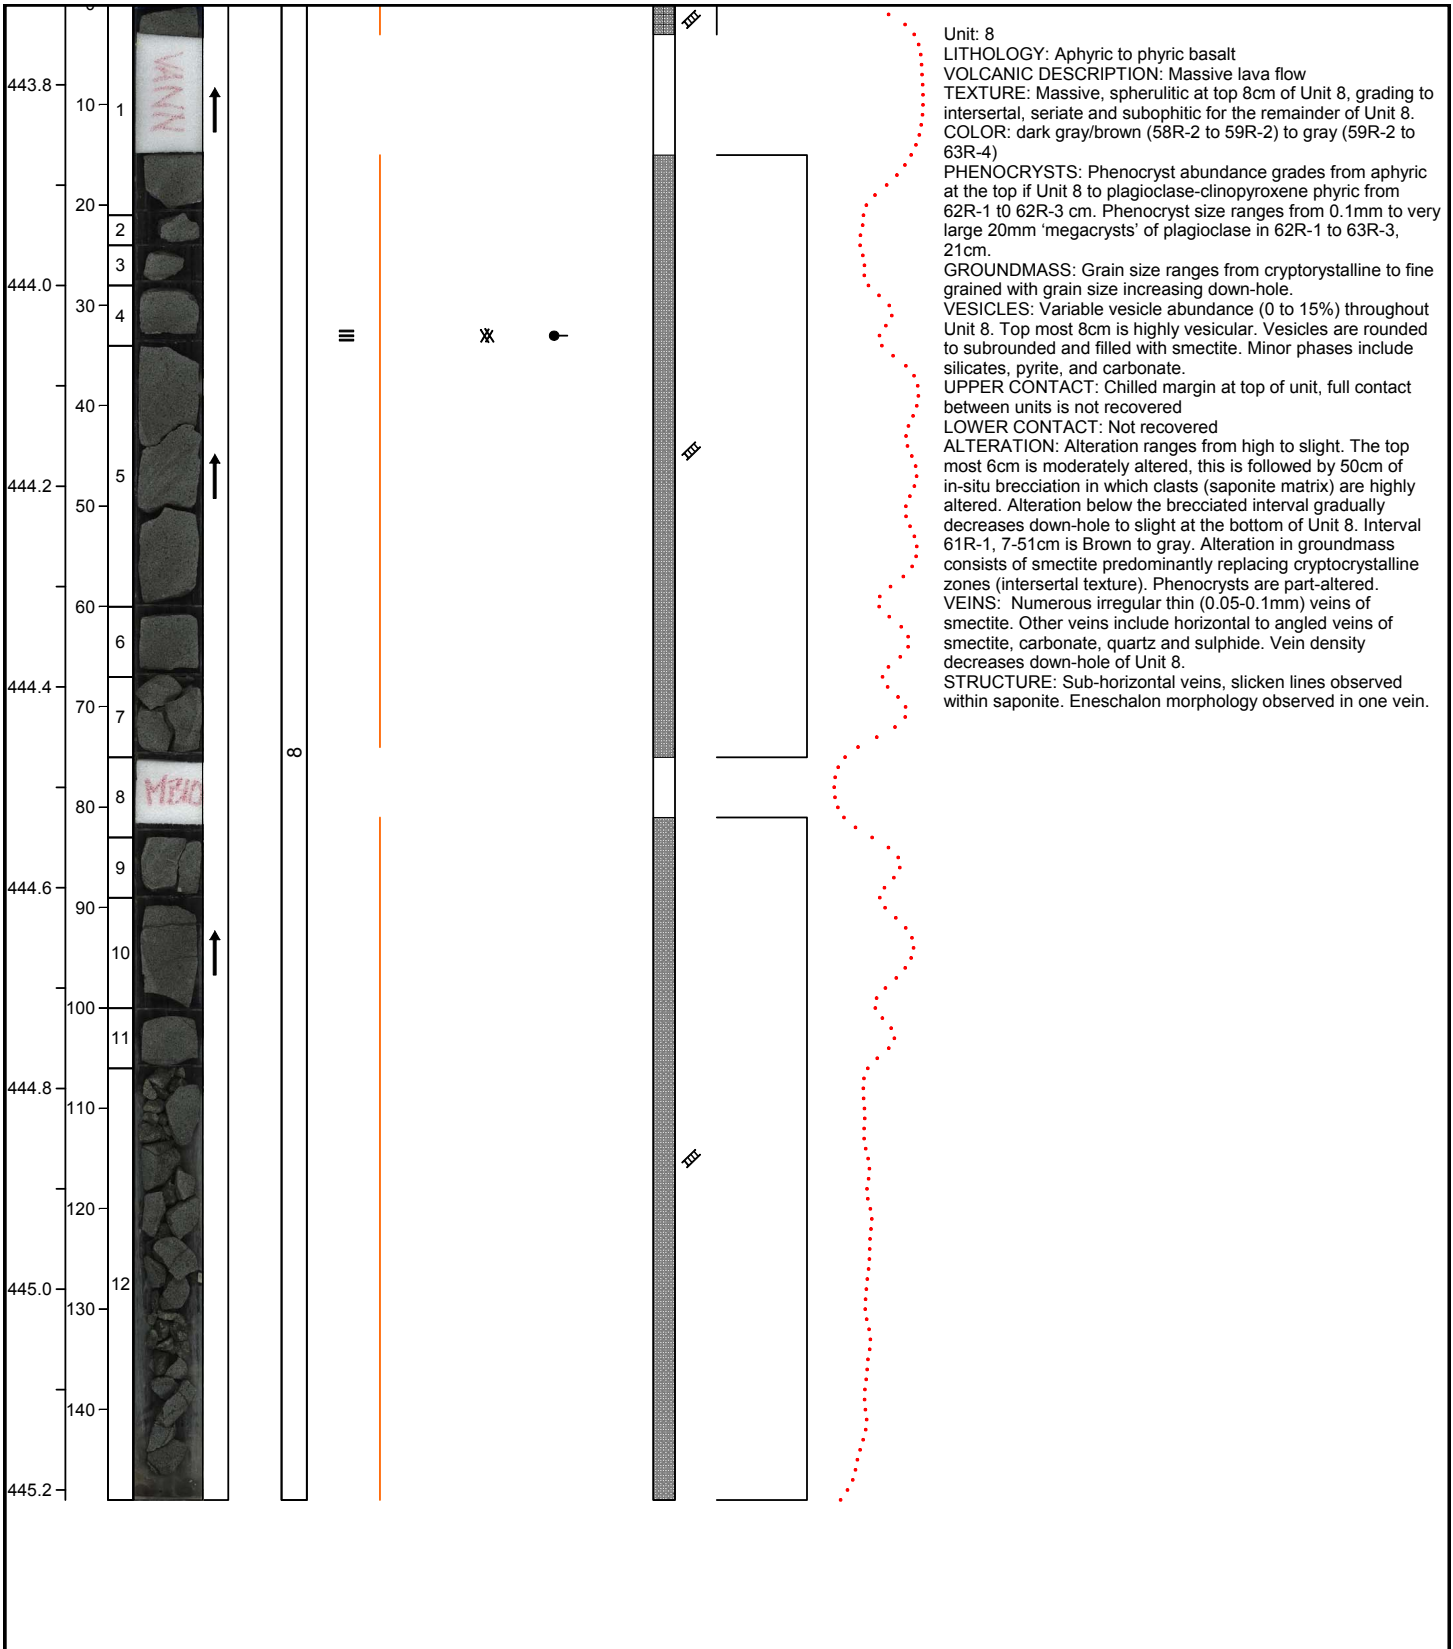 Unit: 8
LITHOLOGY: Aphyric to phyric basalt
VOLCANIC DESCRIPTION: Massive lava flow
TEXTURE: Massive, spherulitic at top 8cm of Unit 8, grading to
intersertal, seriate and subophitic for the remainder of Unit 8.
COLOR: dark gray/brown (58R-2 to 59R-2) to gray (59R-2 to
63R-4)
PHENOCRYSTS: Phenocryst abundance grades from aphyric
at the top if Unit 8 to plagioclase-clinopyroxene phyric from
62R-1 t0 62R-3 cm. Phenocryst size ranges from 0.1mm to very
large 20mm ‘megacrysts’ of plagioclase in 62R-1 to 63R-3,
21cm.
GROUNDMASS: Grain size ranges from cryptorystalline to fine
grained with grain size increasing down-hole.
VESICLES: Variable vesicle abundance (0 to 15%) throughout
Unit 8. Top most 8cm is highly vesicular. Vesicles are rounded
to subrounded and filled with smectite. Minor phases include
silicates, pyrite, and carbonate.
UPPER CONTACT: Chilled margin at top of unit, full contact
between units is not recovered
LOWER CONTACT: Not recovered
ALTERATION: Alteration ranges from high to slight. The top
most 6cm is moderately altered, this is followed by 50cm of
in-situ brecciation in which clasts (saponite matrix) are highly
altered. Alteration below the brecciated interval gradually
decreases down-hole to slight at the bottom of Unit 8. Interval
61R-1, 7-51cm is Brown to gray. Alteration in groundmass
consists of smectite predominantly replacing cryptocrystalline
zones (intersertal texture). Phenocrysts are part-altered.
VEINS: Numerous irregular thin (0.05-0.1mm) veins of
smectite. Other veins include horizontal to angled veins of
smectite, carbonate, quartz and sulphide. Vein density
decreases down-hole of Unit 8.
STRUCTURE: Sub-horizontal veins, slicken lines observed
within saponite. Eneschalon morphology observed in one vein.
443.8
444.0
444.2
444.4
444.6
444.8
445.0
445.2
10
20
30
40
50
60
70
80
90
100
110
120
130
140
1
2
3
4
5
6
7
8
9
10
11
12
8